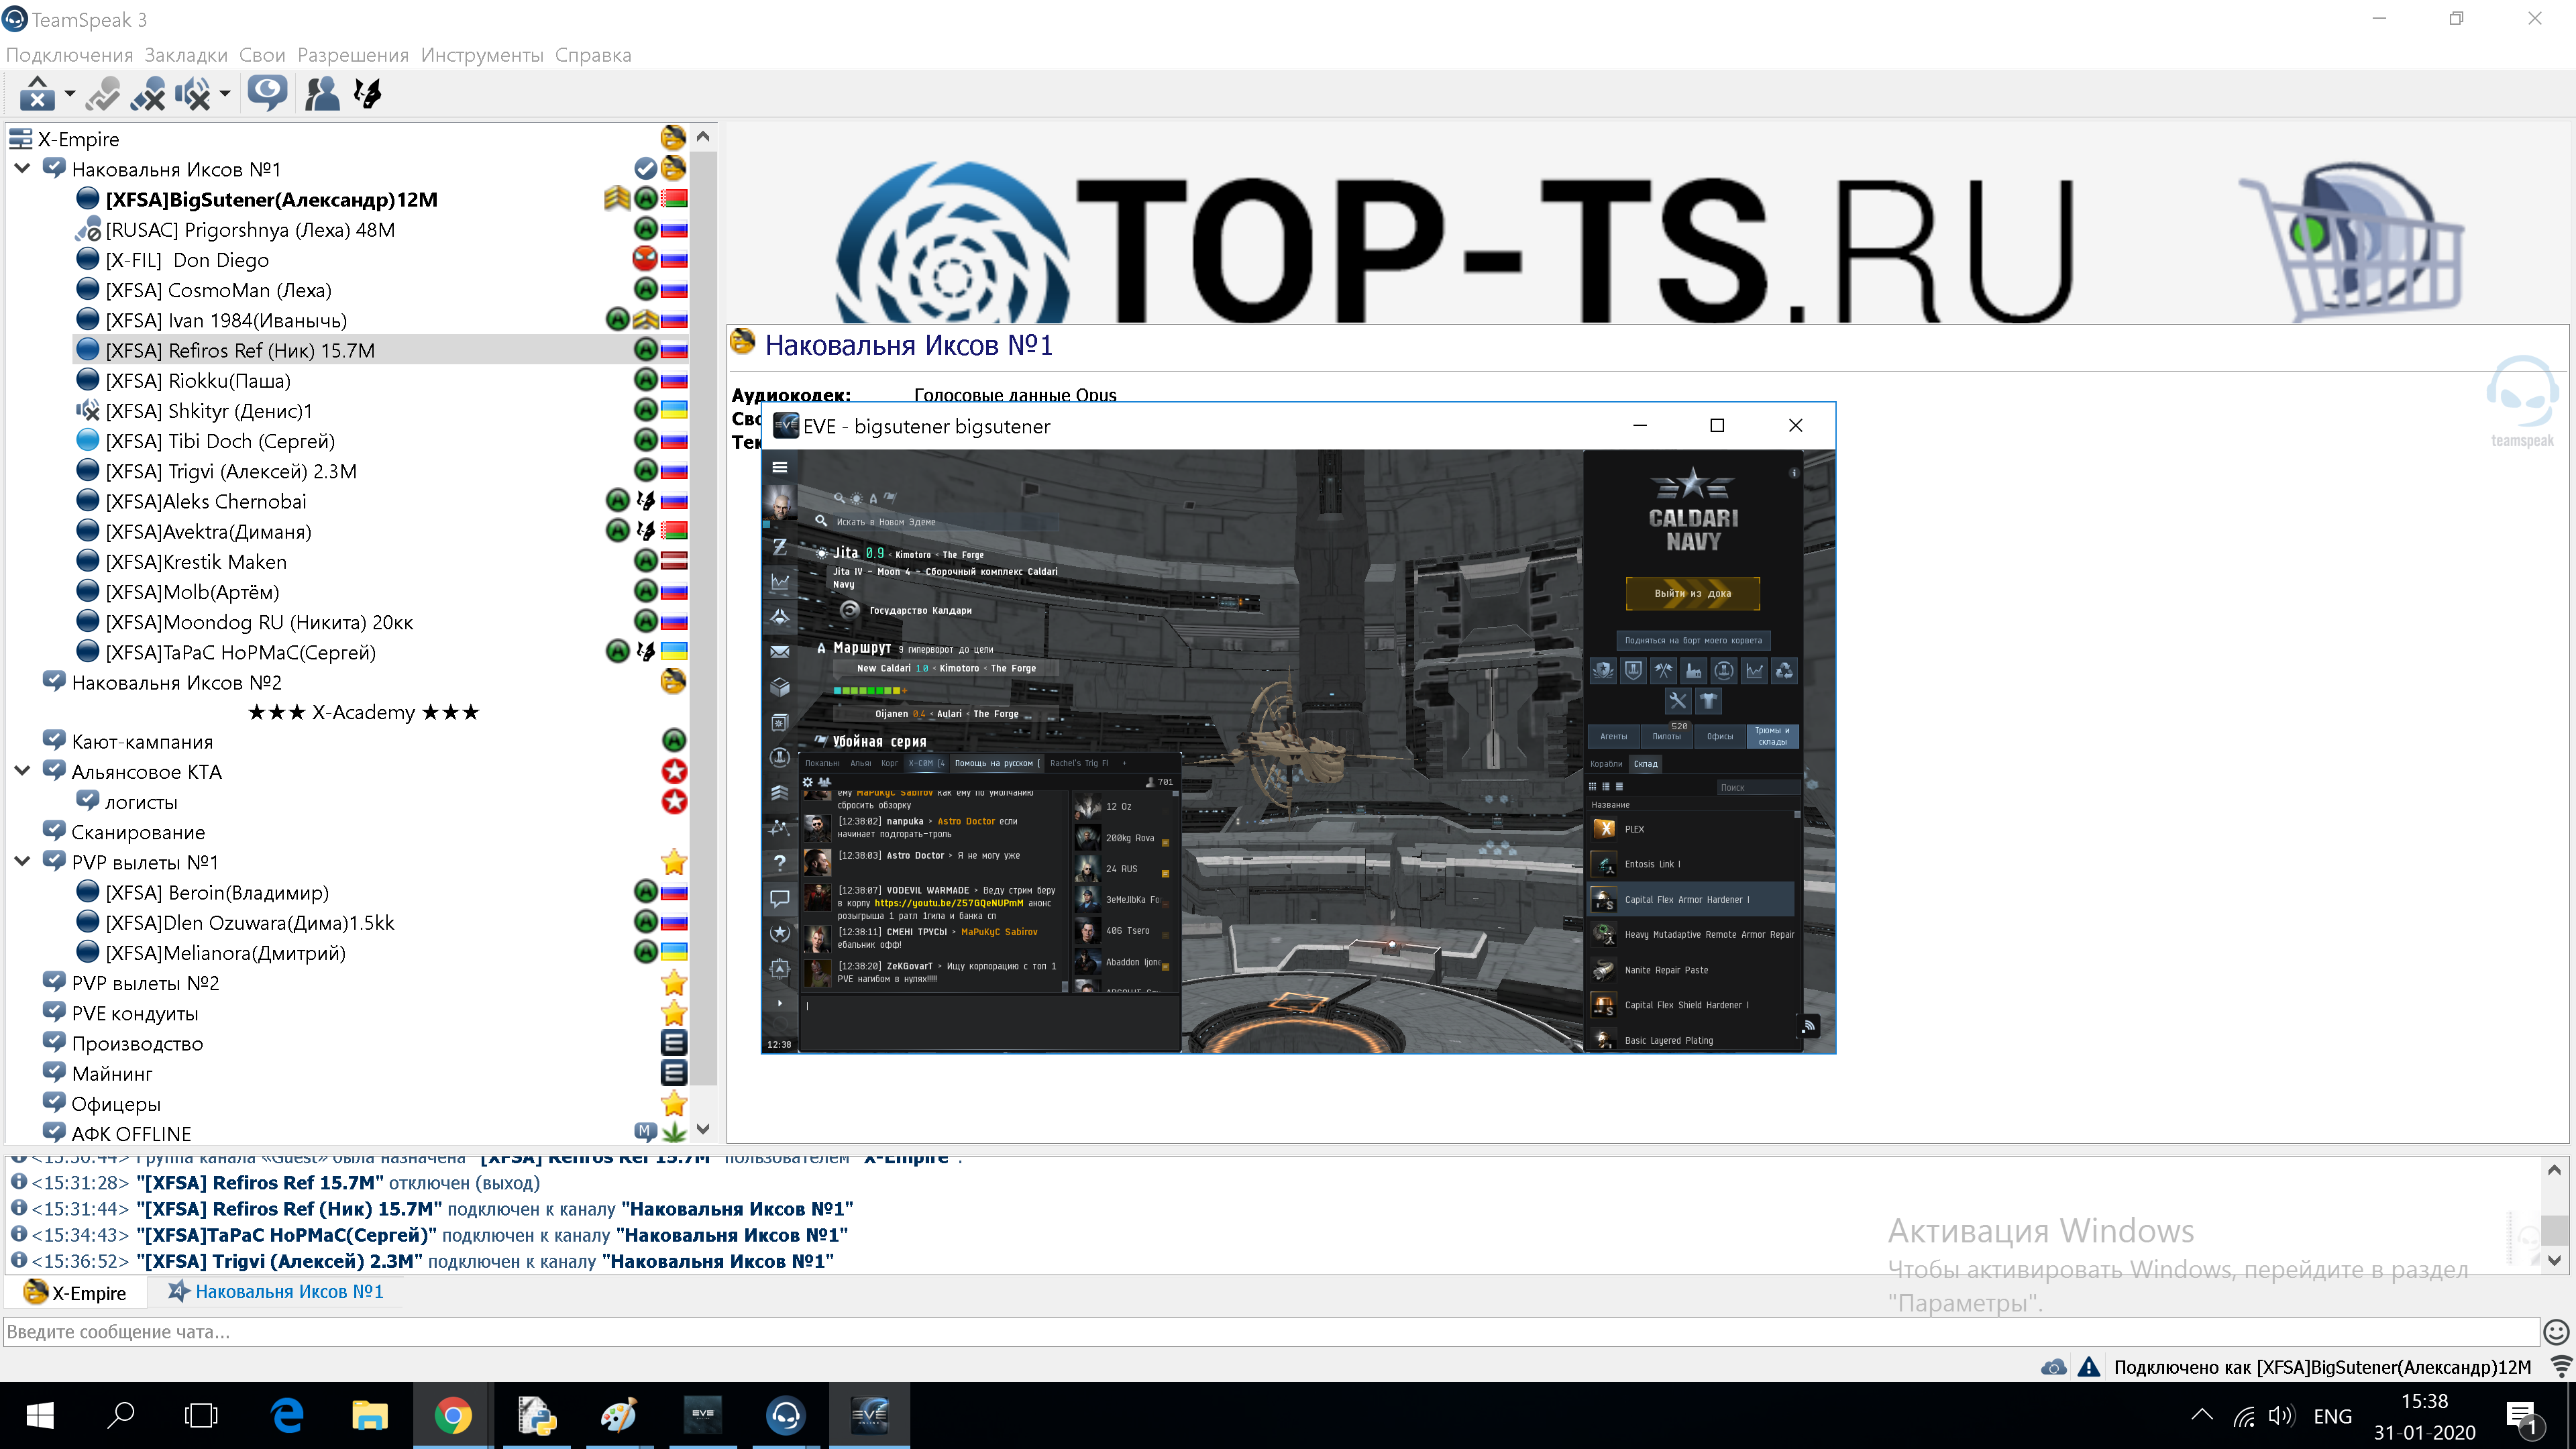 TeamSpeak 3
Подключения Закладки Свои Разрешения Инструменты Справка
X-Empire
Наковальня Иксов №1
[XFSA]BigSutener(Александр)12M
[RUSAC] Prigorshnya (Леха) 48M
[X-FIL] Don Diego
[XFSA] CosmoMan (Леха)
[XFSA] Ivan 1984(Иванычь)
[XFSA] Refiros Ref (Ник) 15.7M
[XFSA] Riokku(Паша)
[XFSA] Shkityr (Денис)1
[XFSA] Tibi Doch (Сергей)
[XFSA] Trigvi (Алексей) 2.3M
[XFSA]Aleks Chernobai
[XFSA]Avektra(Диманя)
[XFSA]Krestik Maken
[XFSA]Molb(Артём)
[XFSA]Moondog RU (Никита) 20кк
[XFSA]TaPaC HoPMaC(Сергей)
Наковальня Иксов №2
★★★ X-Academy ★★★
Кают-кампания
Альянсовое КТА
логисты
Сканирование
PVP вылеты №1
[XFSA] Beroin(Владимир)
[XFSA]Dlen Ozuwara(Дима)1.5kk
[XFSA]Melianora(Дмитрий)
PVP вылеты №2
PVE кондуиты
Производство
Майнинг
Офицеры
АФК OFFLINE
M
TOP-TS.RU
Наковальня Иксов №1
Аудиокодек: Голосовые данные Opus
Сво
Тек
teamspeak
EVE - bigsutener bigsutener
Искать в Новом Эдеме
Jita 0.9 < Kimotoro < The Forge
Jita IV - Moon 4 - Сборочный комплекс Caldari
Navy
Государство Калдари
Маршрут 9 гиперворот до цели
New Caldari 1.0 < Kimotoro < The Forge
Oijanen 0.4 < Aylari < The Forge
Убойная серия
Локальн Альян Корг X-COM [4 Помощь на русском [ Rachel's Trig Fl +
701
ему MaPuKyC Sabirov как ему по умолчанию
сбросить обзорку
[12:38:02] nanpuka > Astro Doctor если
начинает подгорать-троль
[12:38:03] Astro Doctor > Я не могу уже
[12:38:07] VODEVIL WARMADE > Веду стрим беру
в корпу https://youtu.be/Z57GQeNUPmM анонс
розыгрыша 1 ратл 1гила и банка сп
[12:38:11] CMEHI TPYCbI > MaPuKyC Sabirov
ебальник офф!
[12:38:20] ZeKGovarT > Ищу корпорацию с топ 1
PVE нагибом в нулях!!!!!
12 Oz
200kg Rova
24 RUS
3eMeJIbKa Fo
406 Tsero
Abaddon Ijon
12:38
CALDARI
NAVY
Выйти из дока
Подняться на борт моего корвета
520
Агенты Пилоты Офисы Трюмы и
склады
Корабли Склад
Поиск
Название
PLEX
Entosis Link I
Capital Flex Armor Hardener I
Heavy Mutadaptive Remote Armor Repair
Nanite Repair Paste
Capital Flex Shield Hardener I
Basic Layered Plating
<15:30:44> Группа канала «Guest» была назначена "[XFSA] Refiros Ref 15.7M" пользователем "X-Empire".
<15:31:28> "[XFSA] Refiros Ref 15.7M" отключен (выход)
<15:31:44> "[XFSA] Refiros Ref (Ник) 15.7M" подключен к каналу "Наковальня Иксов №1"
<15:34:43> "[XFSA]TaPaC HoPMaC(Сергей)" подключен к каналу "Наковальня Иксов №1"
<15:36:52> "[XFSA] Trigvi (Алексей) 2.3M" подключен к каналу "Наковальня Иксов №1"
Активация Windows
Чтобы активировать Windows, перейдите в раздел
"Параметры".
X-Empire
Наковальня Иксов №1
Введите сообщение чата...
Подключено как [XFSA]BigSutener(Александр)12M
EVE
EVE
ENG
15:38
31-01-2020
1